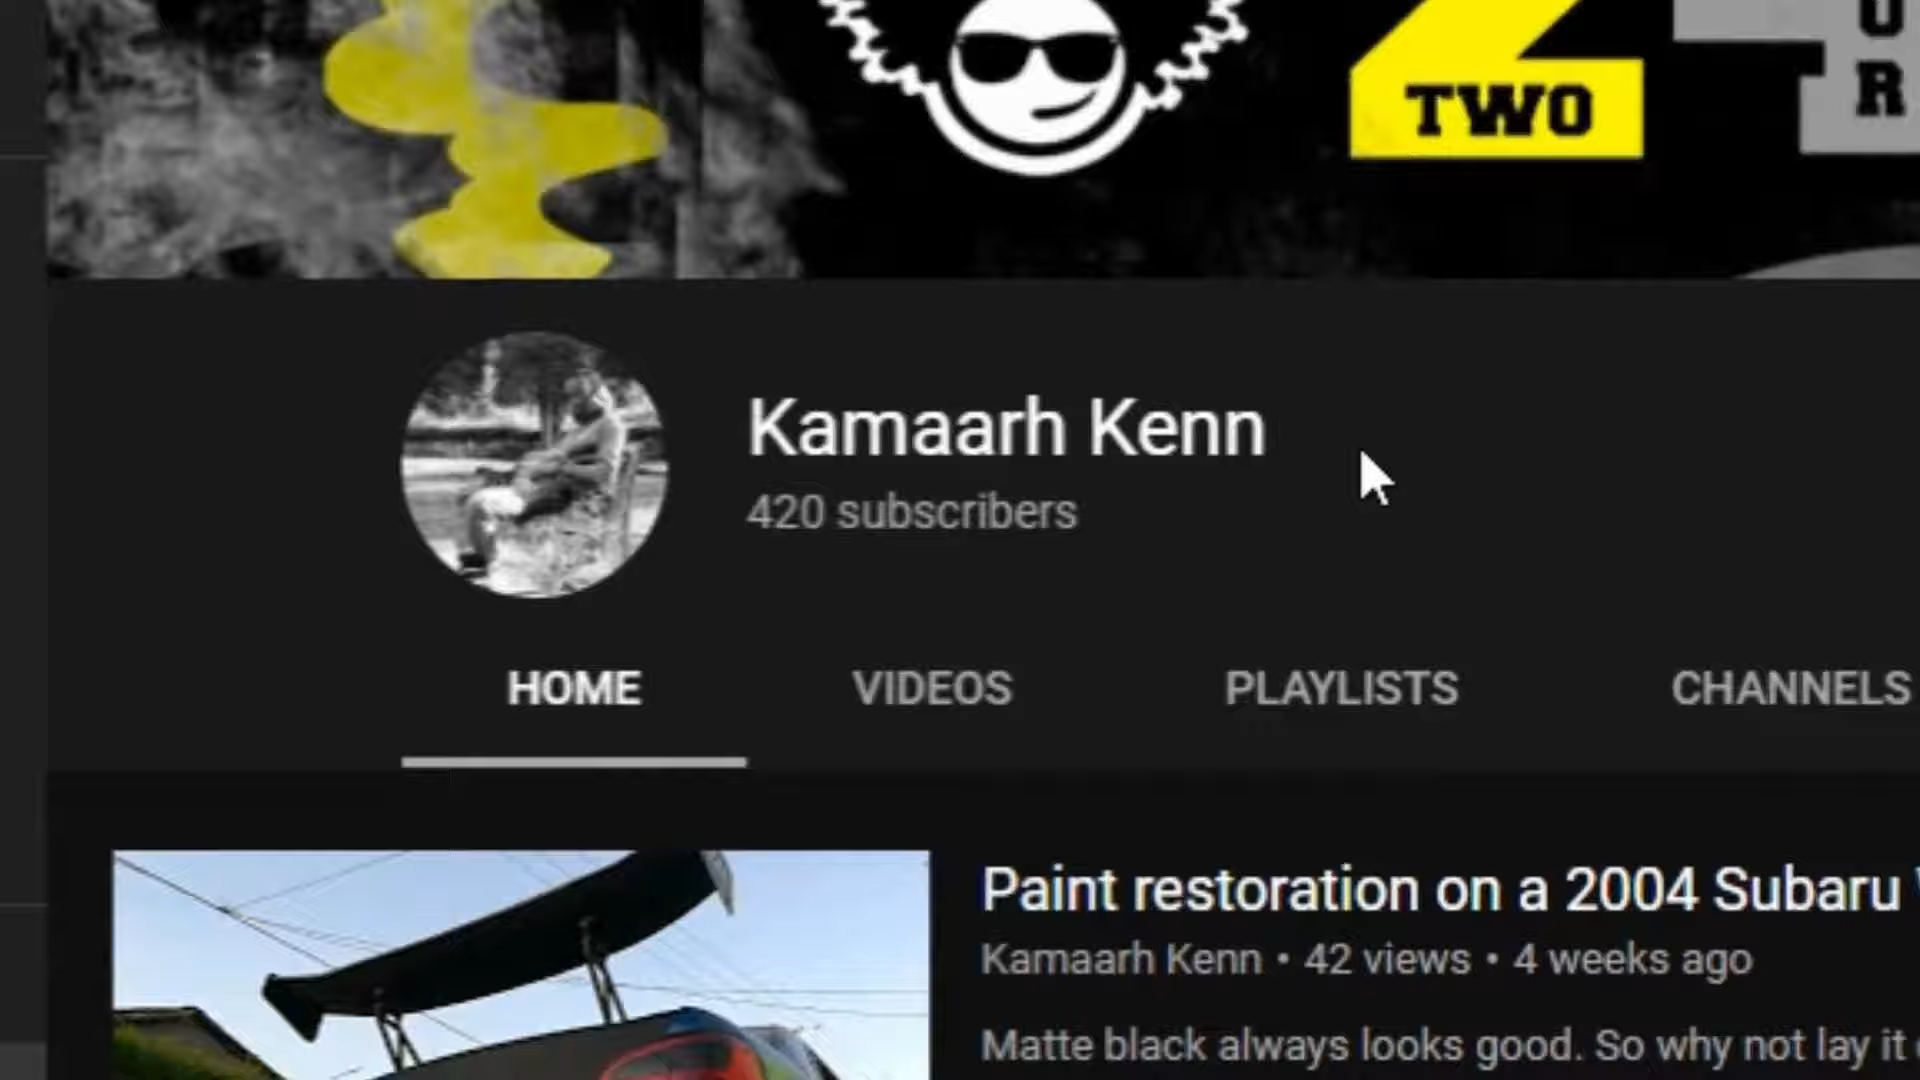 TWO
U
R
Kamaarh Kenn
420 subscribers
HOME VIDEOS PLAYLISTS CHANNELS
Paint restoration on a 2004 Subaru
Kamaarh Kenn • 42 views • 4 weeks ago
Matte black always looks good. So why not lay it